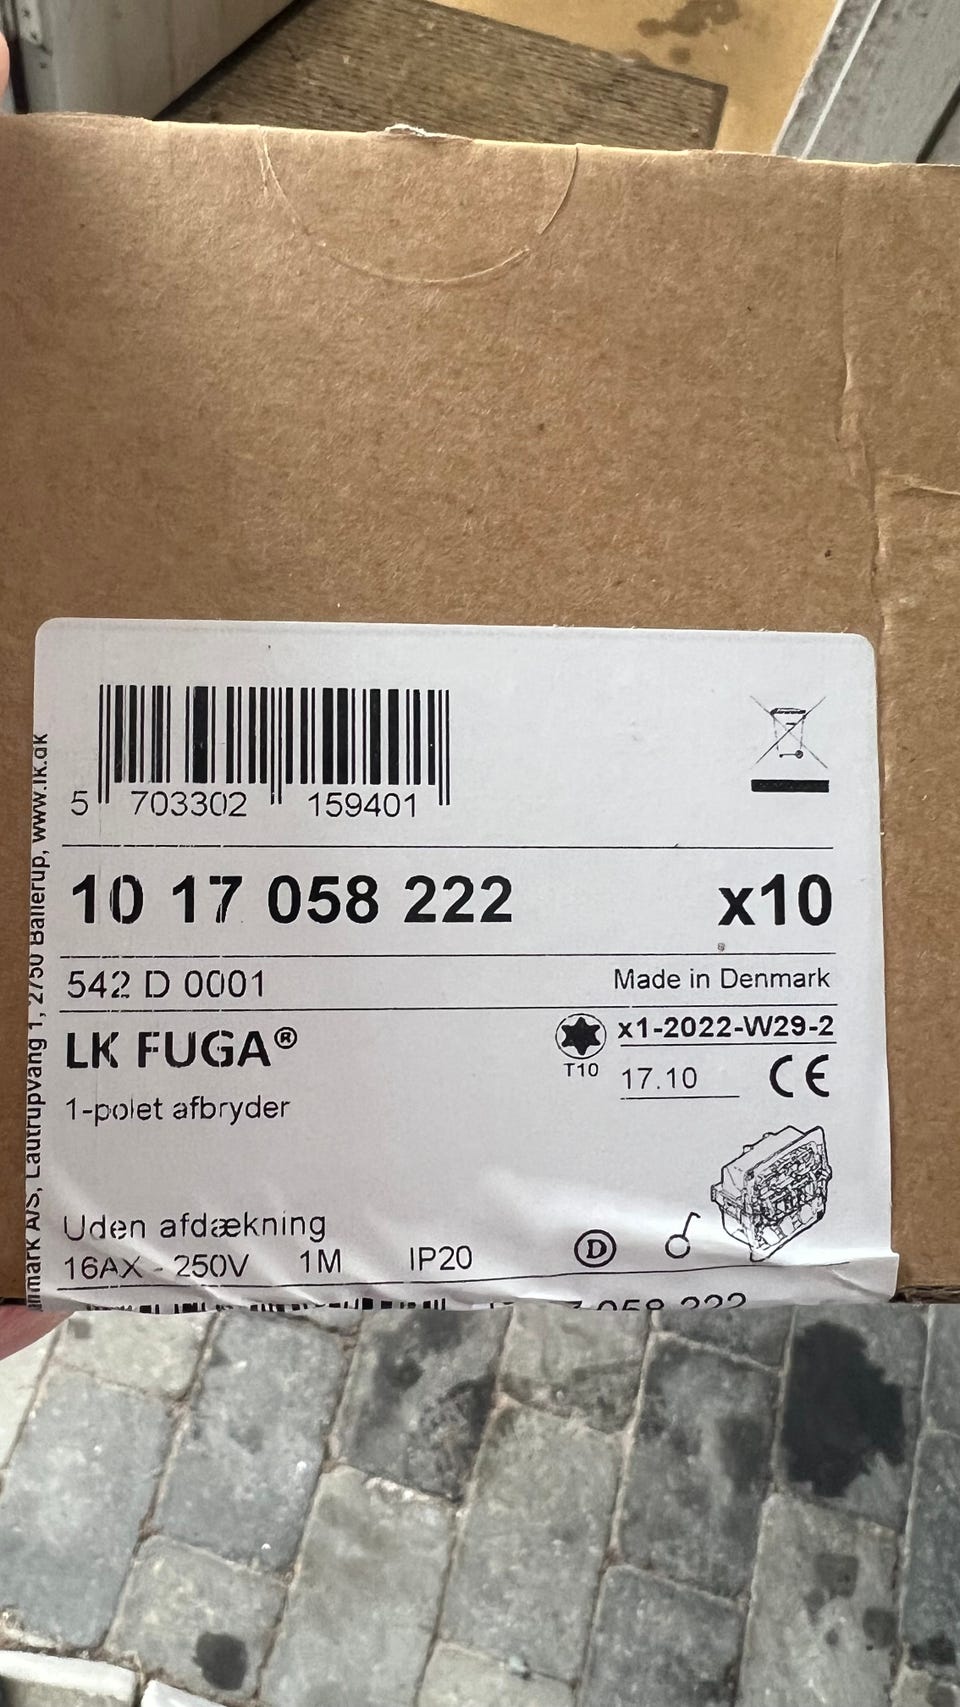 5 703302 159401
10 17 058 222 x10
542 D 0001 Made in Denmark
LK FUGA® x1-2022-W29-2
T10 17.10 CE
1-polet afbryder
Uden afdækning
16AX - 250V 1M IP20 D
058 222
A/S, Lautrupvang 1, 2750 Ballerup, www.lk.dk